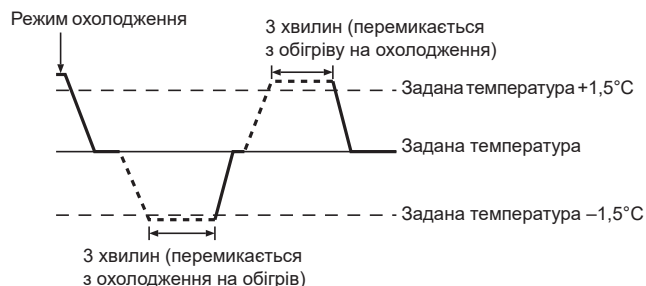 Режим охолодження
3 хвилин (перемикається
з обігріву на охолодження)
Задана температура +1,5°C
Задана температура
Задана температура –1,5°C
3 хвилин (перемикається
з охолодження на обігрів)